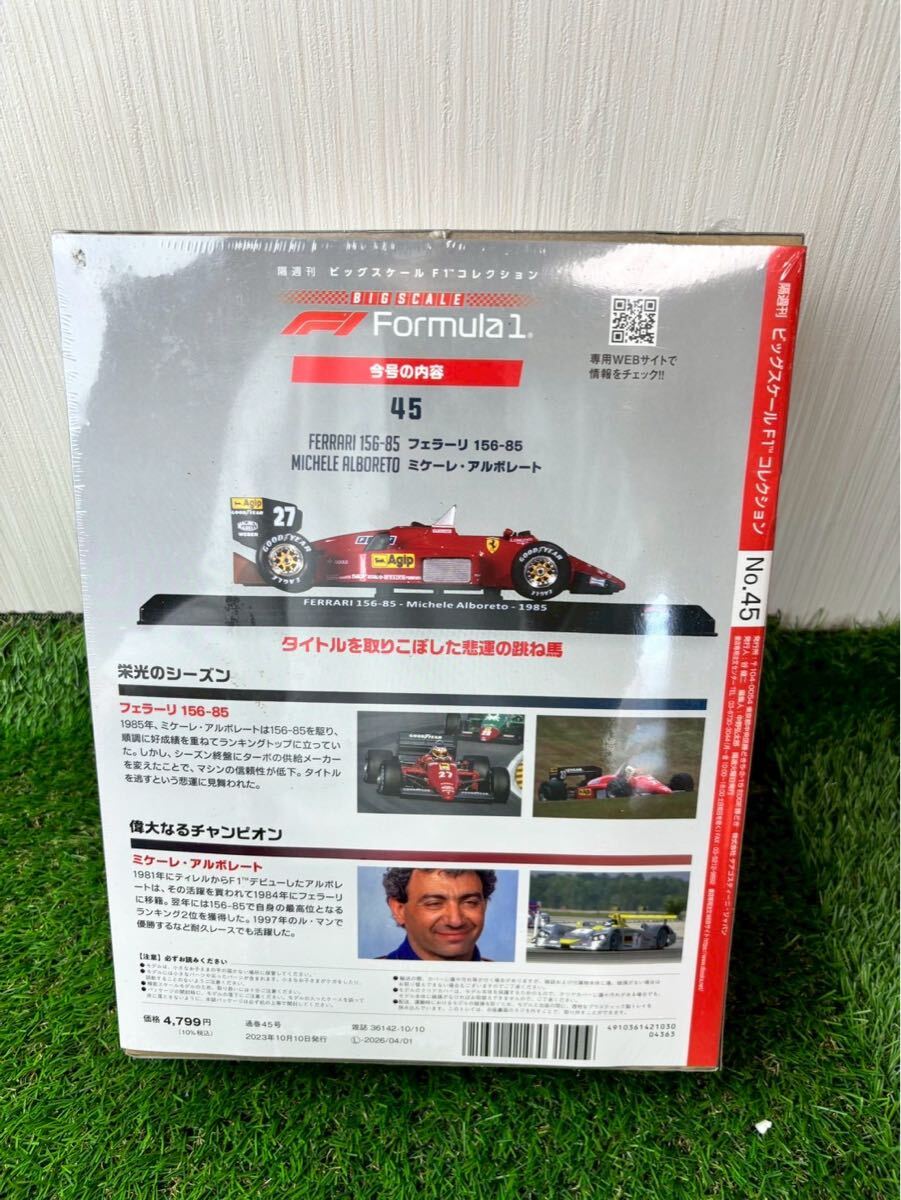 隔週刊 ビッグスケール F1™コレクション
BIG SCALE
F1 Formula 1®
専用WEBサイトで
情報をチェック!!
今号の内容
45
FERRARI 156-85 フェラーリ 156-85
MICHELE ALBORETO ミケーレ・アルボレート
Agip
GOODYEAR
27
WEBER
GOODYEAR
EAGLE
Agip
GOODYEAR
EAGLE
FERRARI 156-85 - Michele Alboreto - 1985
タイトルを取りこぼした悲運の跳ね馬
栄光のシーズン
フェラーリ 156-85
1985年、ミケーレ・アルボレートは156-85を駆り、
順調に好成績を重ねてランキングトップに立ってい
た。しかし、シーズン終盤にターボの供給メーカー
を変えたことで、マシンの信頼性が低下。タイトル
を逃すという悲運に見舞われた。
27
偉大なるチャンピオン
ミケーレ・アルボレート
1981年にティレルからF1™デビューしたアルボレ
ートは、その活躍を買われて1984年にフェラーリ
に移籍。翌年には156-85で自身の最高位となる
ランキング2位を獲得した。1997年のル・マンで
優勝するなど耐久レースでも活躍した。
【注意】必ずお読みください
価格 4,799円
(10%税込)
通巻45号
2023年10月10日発行
雑誌 36142-10/10
Ⓛ-2026/04/01
4910361421030
04363
隔週刊 ビッグスケール F1™コレクション
No.45